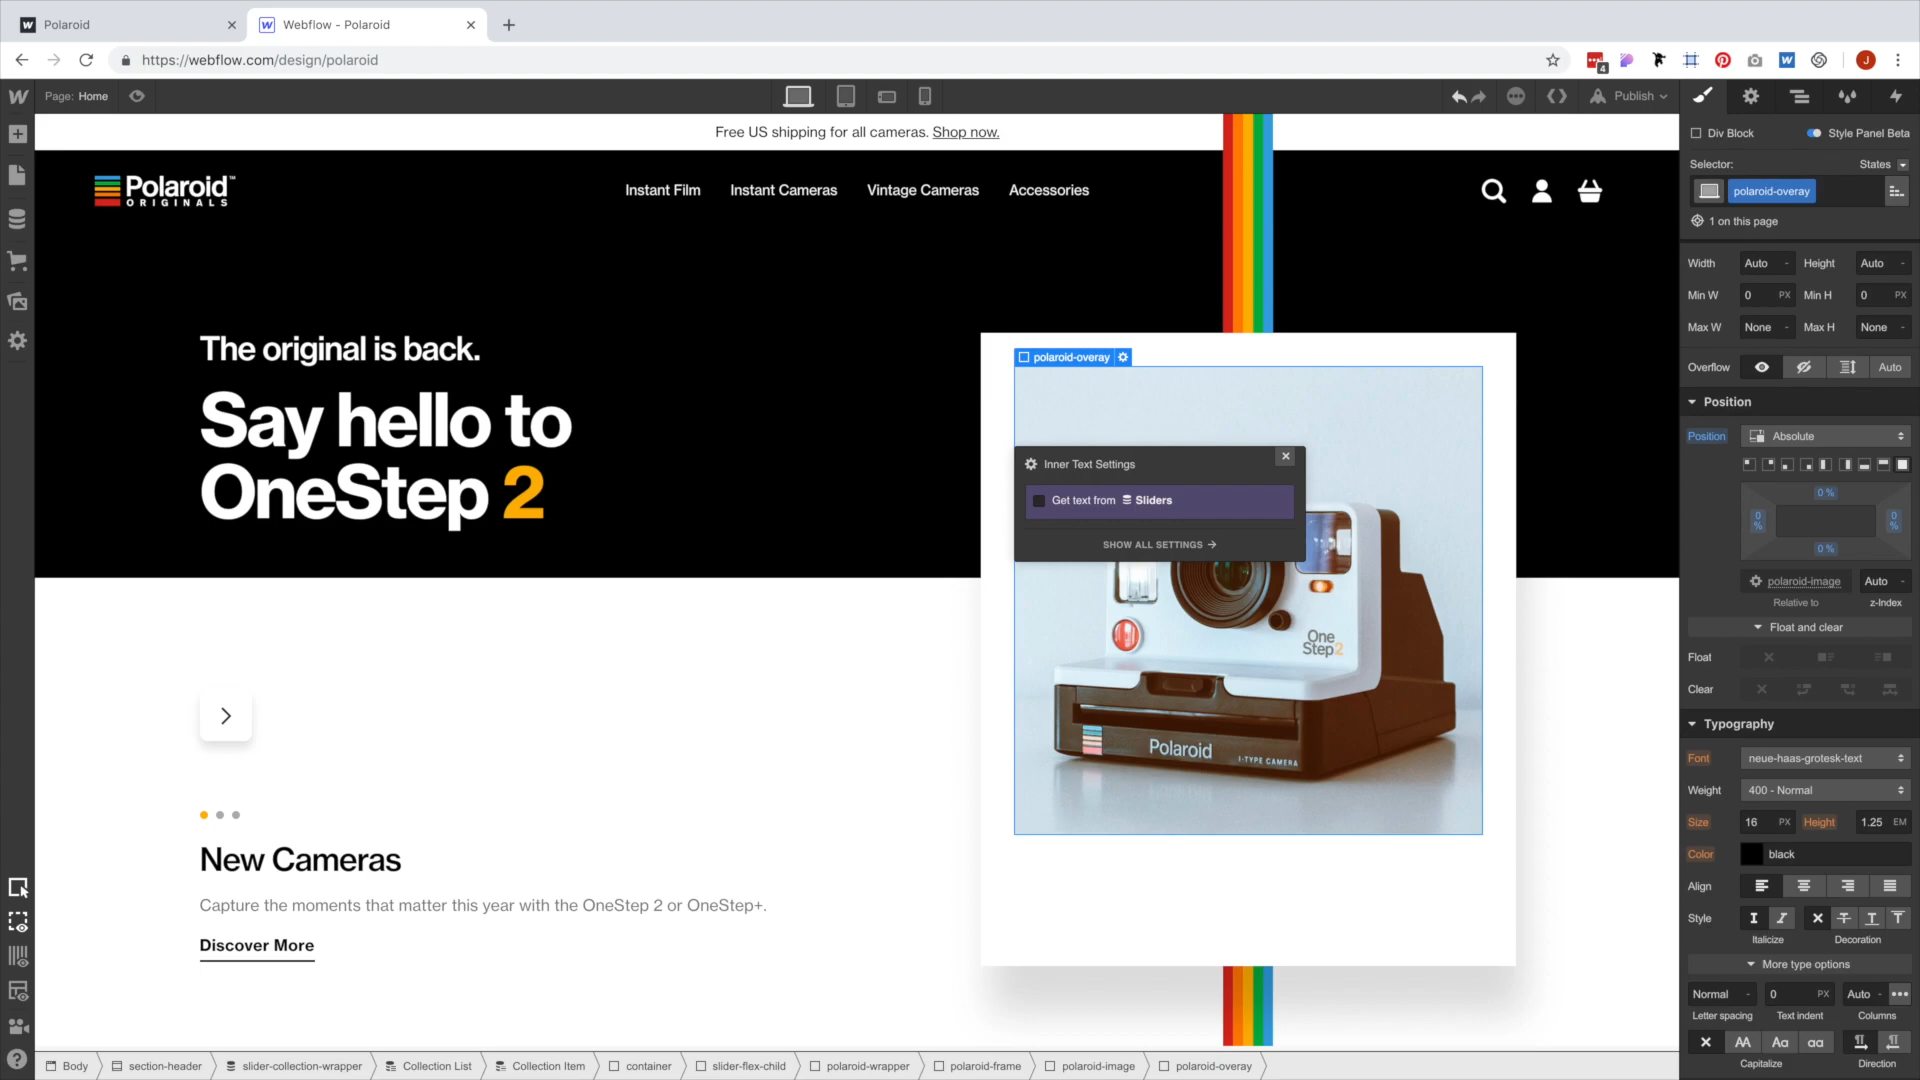 Polaroid
Webflow - Polaroid
https://webflow.com/design/polaroid
4
J
Page: Home
Publish
Free US shipping for all cameras. Shop now.
Polaroid™
ORIGINALS
Instant Film
Instant Cameras
Vintage Cameras
Accessories
The original is back.
Say hello to
OneStep 2
polaroid-overay
Inner Text Settings
Get text from Sliders
SHOW ALL SETTINGS
One
Step2
Polaroid
I-TYPE CAMERA
New Cameras
Capture the moments that matter this year with the OneStep 2 or OneStep+.
Discover More
Div Block
Style Panel Beta
Selector:
States
polaroid-overay
1 on this page
Width Auto - Height Auto -
Min W 0 PX Min H 0 PX
Max W None - Max H None -
Overflow Auto
Position
Position Absolute
0 %
0 % 0 %
0 %
polaroid-image Auto -
Relative to z-Index
Float and clear
Float
Clear
Typography
Font neue-haas-grotesk-text
Weight 400 - Normal
Size 16 PX Height 1.25 EM
Color black
Align
Style
Italicize Decoration
More type options
Normal - 0 PX Auto -
Letter spacing Text indent Columns
AA Aa aa
Capitalize Direction
Body section-header slider-collection-wrapper Collection List Collection Item container slider-flex-child polaroid-wrapper polaroid-frame polaroid-image polaroid-overay